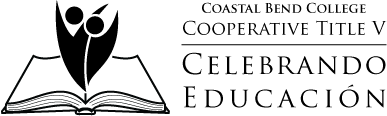 COASTAL BEND COLLEGE
COOPERATIVE TITLE V
CELEBRANDO
EDUCACIÓN